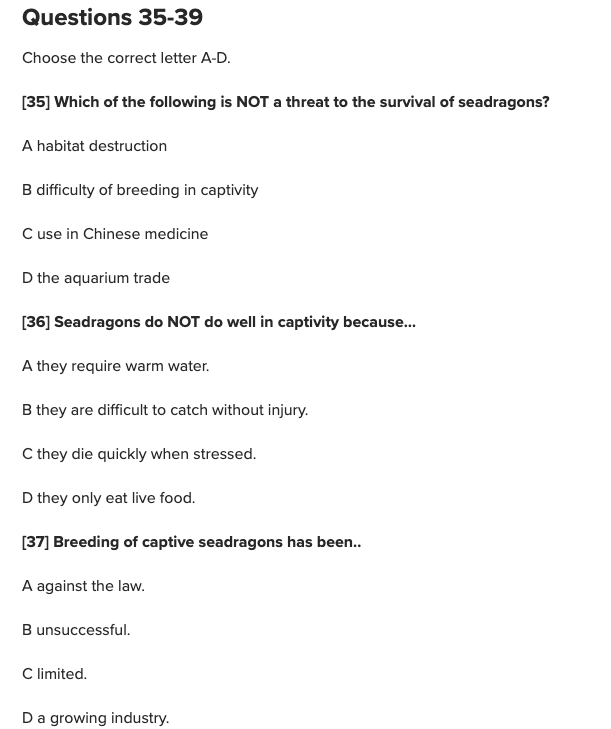 Questions 35-39
Choose the correct letter A-D.
[35] Which of the following is NOT a threat to the survival of seadragons?
A habitat destruction
B difficulty of breeding in captivity
C use in Chinese medicine
D the aquarium trade
[36] Seadragons do NOT do well in captivity because...
A they require warm water.
B they are difficult to catch without injury.
C they die quickly when stressed.
D they only eat live food.
[37] Breeding of captive seadragons has been..
A against the law.
B unsuccessful.
C limited.
D a growing industry.